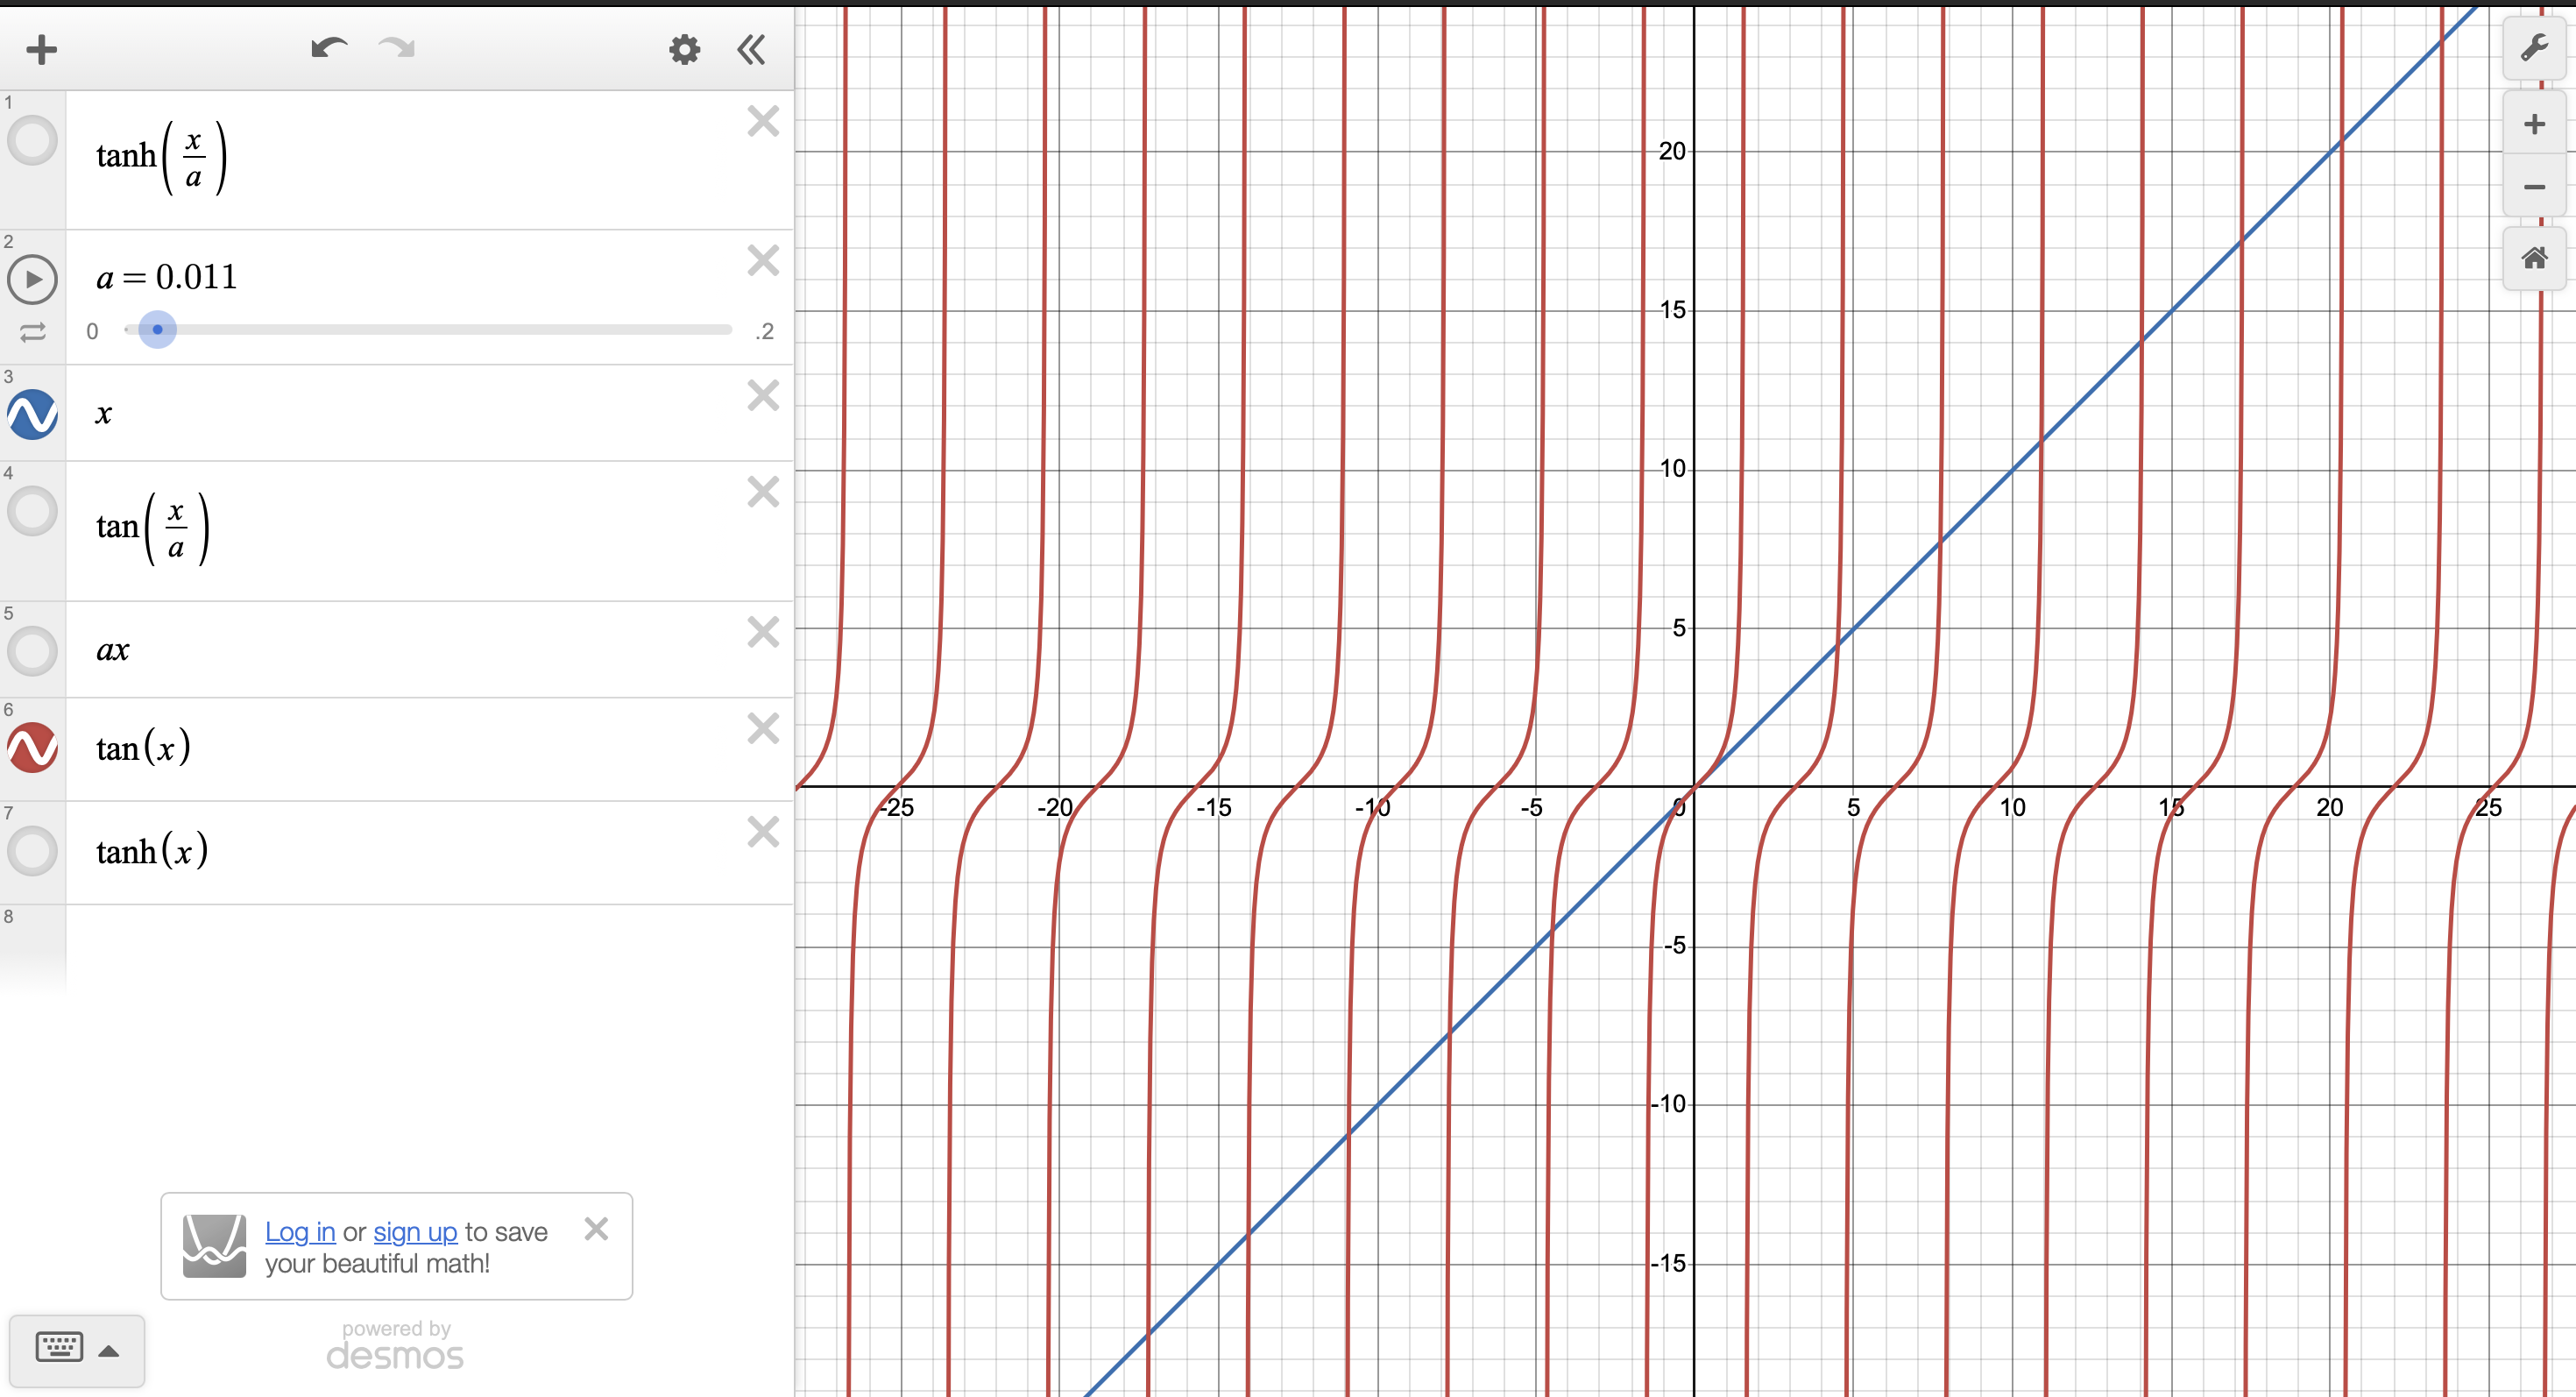 1
tanh(x/a)
2
a = 0.011
0 .2
3
x
4
tan(x/a)
5
ax
6
tan(x)
7
tanh(x)
8
Log in or sign up to save
your beautiful math!
powered by
desmos
20
15
10
5
-25 -20 -15 -10 -5 0 5 10 15 20 25
-5
-10
-15